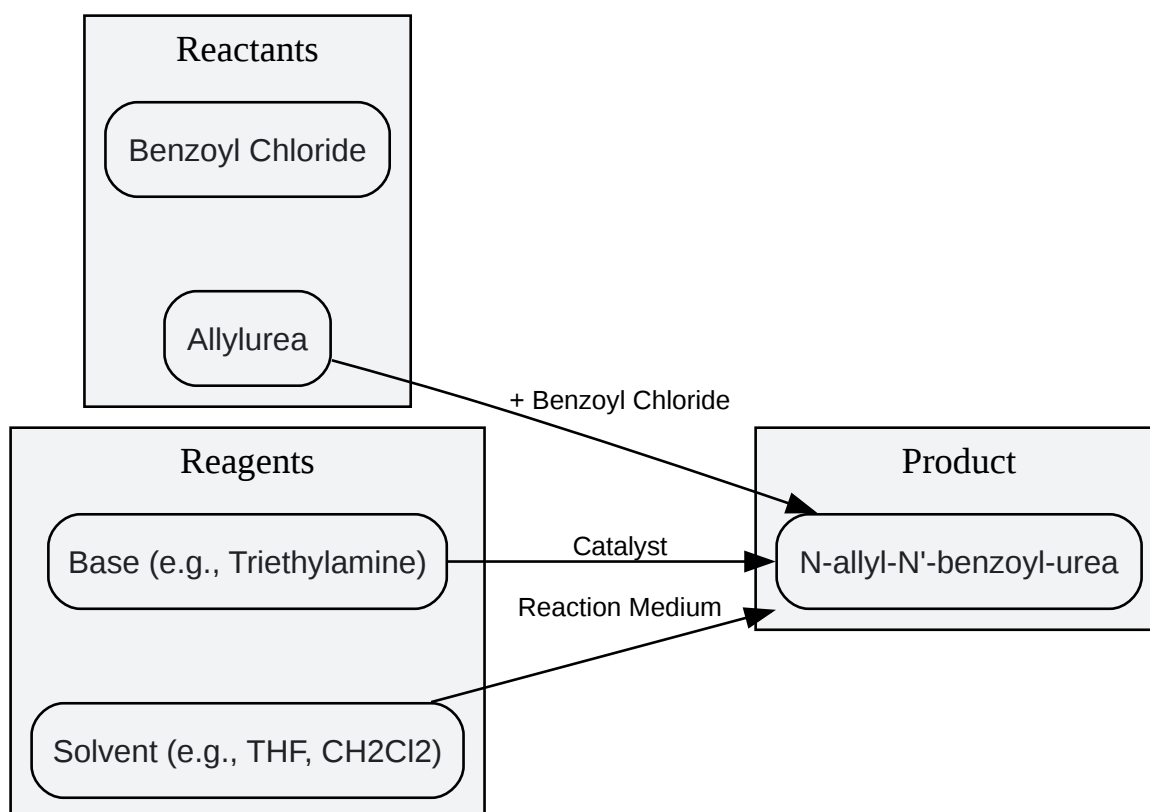 Reactants
Benzoyl Chloride
Allylurea
+ Benzoyl Chloride
Reagents
Product
Base (e.g., Triethylamine)
Catalyst
N-allyl-N'-benzoyl-urea
Reaction Medium
Solvent (e.g., THF, CH2Cl2)